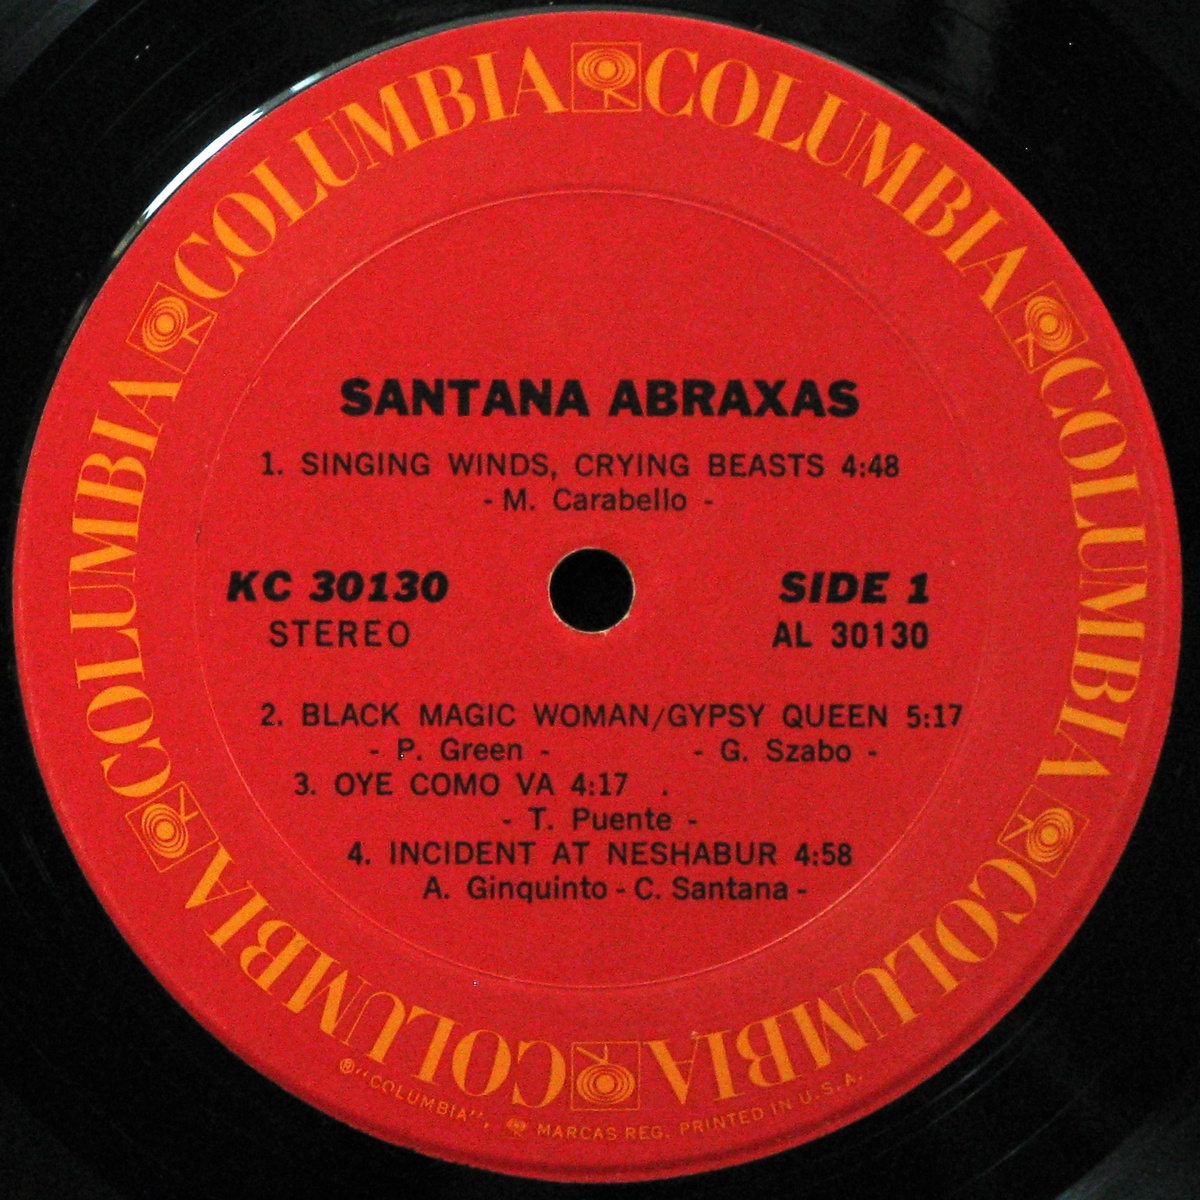 COLUMBIA COLUMBIA COLUMBIA COLUMBIA COLUMBIA COLUMBIA
SANTANA ABRAXAS
1. SINGING WINDS, CRYING BEASTS 4:48
- M. Carabello -
KC 30130
STEREO
SIDE 1
AL 30130
2. BLACK MAGIC WOMAN/GYPSY QUEEN 5:17
- P. Green - - G. Szabo -
3. OYE COMO VA 4:17 .
- T. Puente -
4. INCIDENT AT NESHABUR 4:58
A. Ginquinto - C. Santana -
®"COLUMBIA", MARCAS REG. PRINTED IN U.S.A.